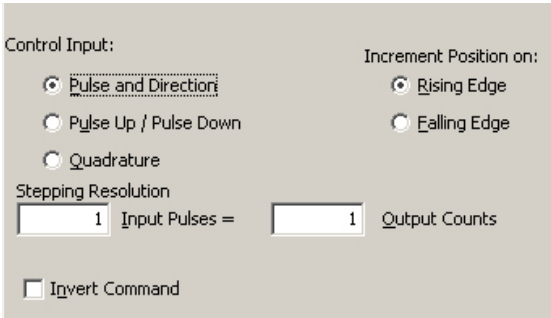 Control Input:
Increment Position on:
Pulse and Direction
Rising Edge
Pulse Up / Pulse Down
Falling Edge
Quadrature
Stepping Resolution
1 Input Pulses = 1 Output Counts
Invert Command